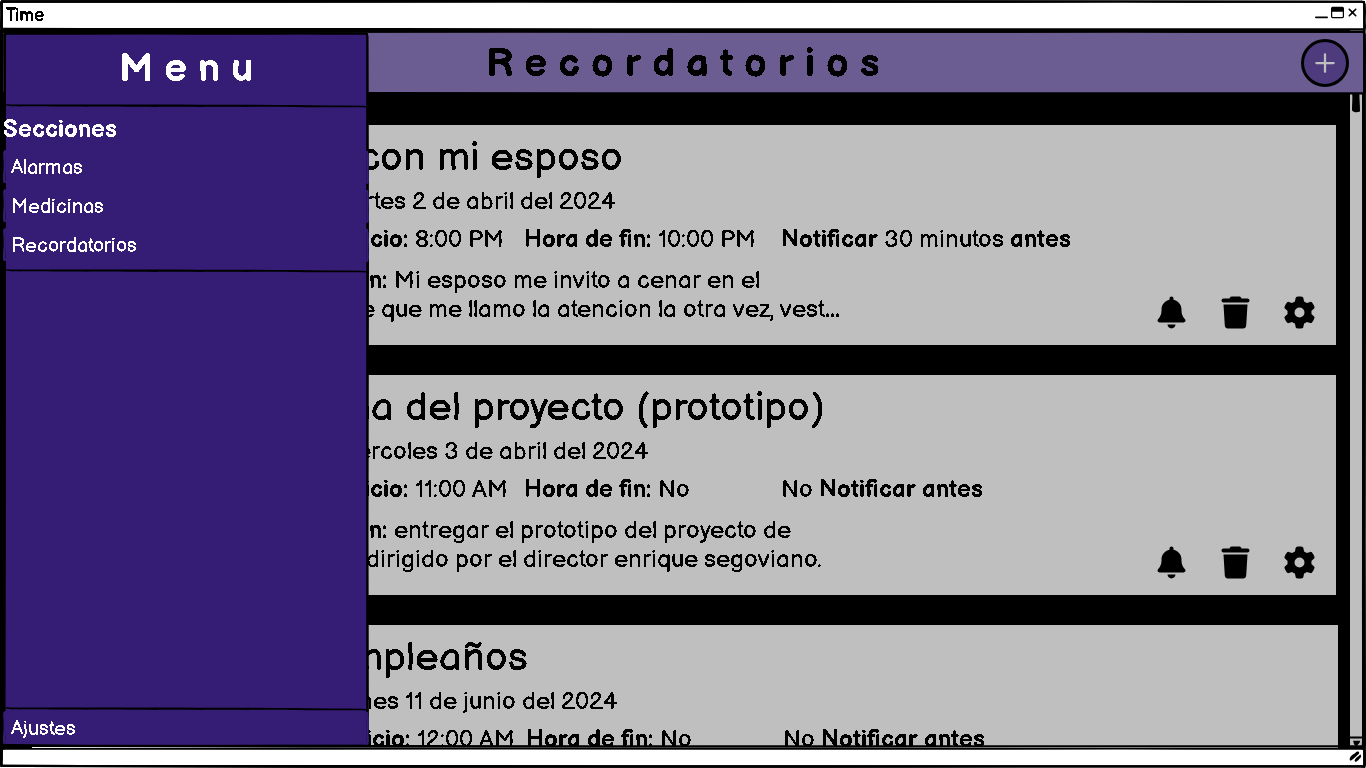 Time
Menu
Secciones
Alarmas
Medicinas
Recordatorios
Ajustes
Recordatorios
con mi esposo
rtes 2 de abril del 2024
cio: 8:00 PM Hora de fin: 10:00 PM Notificar 30 minutos antes
n: Mi esposo me invito a cenar en el
e que me llamo la atencion la otra vez, vest...
a del proyecto (prototipo)
ercoles 3 de abril del 2024
icio: 11:00 AM Hora de fin: No No Notificar antes
n: entregar el prototipo del proyecto de
dirigido por el director enrique segoviano.
mpleaños
nes 11 de junio del 2024
icio: 12:00 AM Hora de fin: No No Notificar antes